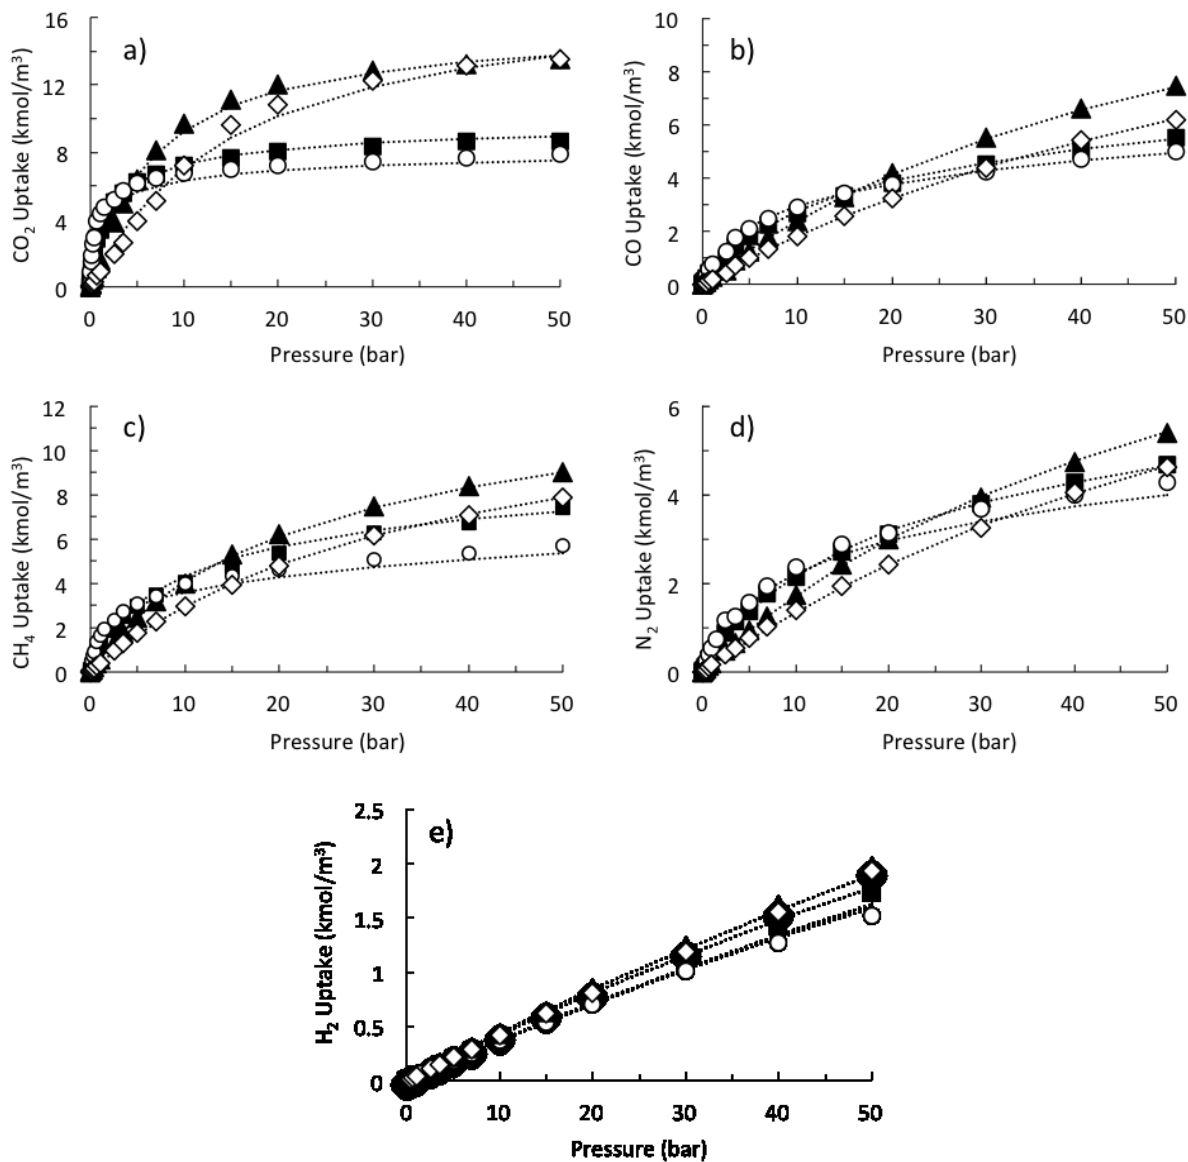 a)
CO2 Uptake (kmol/m3)
16
12
8
4
0
0 10 20 30 40 50
Pressure (bar)
b)
CO Uptake (kmol/m3)
10
8
6
4
2
0
0 10 20 30 40 50
Pressure (bar)
c)
CH4 Uptake (kmol/m3)
12
10
8
6
4
2
0
0 10 20 30 40 50
Pressure (bar)
d)
N2 Uptake (kmol/m3)
6
4
2
0
0 10 20 30 40 50
Pressure (bar)
e)
H2 Uptake (kmol/m3)
2.5
2
1.5
1
0.5
0
0 10 20 30 40 50
Pressure (bar)